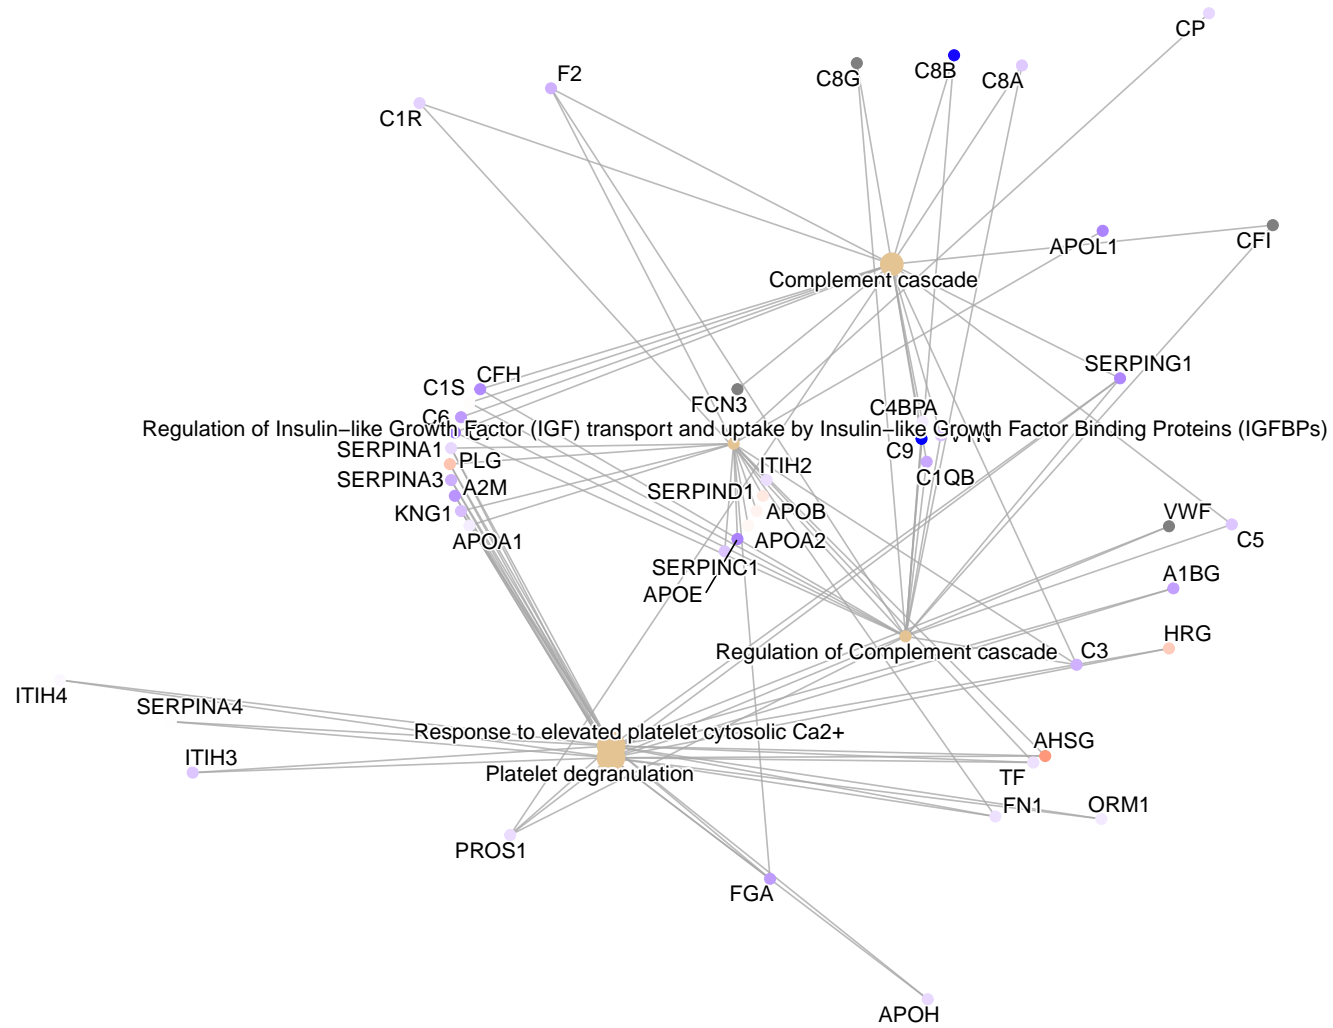 CP
F2
C8G
C8B
C8A
C1R
APOL1
CFI
Complement cascade
SERPING1
CFH
C1S
FCN3
C4BPA
C6
Regulation of Insulin−like Growth Factor (IGF) transport and uptake by Insulin−like Growth Factor Binding Proteins (IGFBPs)
SERPINA1
C9
PLG
ITIH2
C1QB
SERPINA3
A2M
SERPIND1
KNG1
APOB
VWF
APOA1
APOA2
C5
SERPINC1
A1BG
APOE
HRG
Regulation of Complement cascade
C3
ITIH4
SERPINA4
Response to elevated platelet cytosolic Ca2+
AHSG
ITIH3
Platelet degranulation
TF
FN1
ORM1
PROS1
FGA
APOH